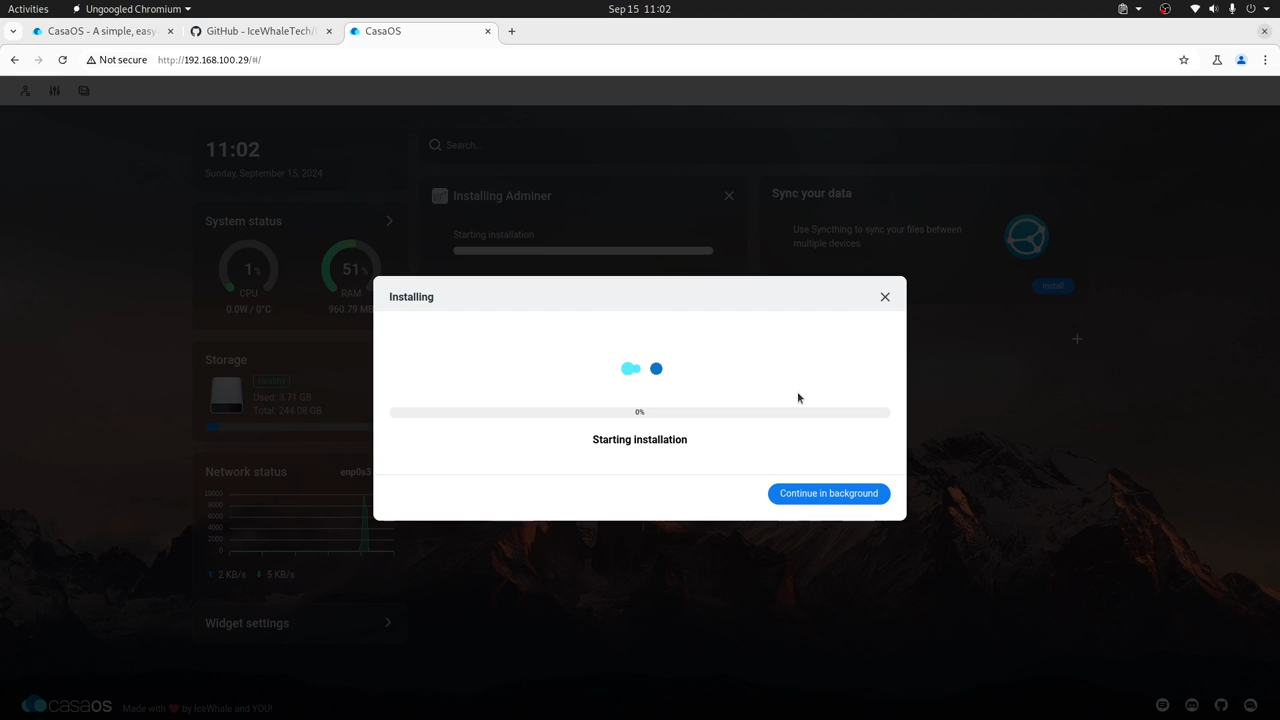 Activities
Ungoogled Chromium
Sep 15 11:02
CasaOS - A simple, easy
GitHub - IceWhaleTech/
CasaOS
Not secure
http://192.168.100.29/#/
11:02
Sunday, September 15, 2024
Search...
System status
1%
CPU
0.0W / 0°C
51%
RAM
960.79 MB
Installing Adminer
Starting installation
Sync your data
Use Syncthing to sync your files between
multiple devices
Install
Installing
0%
Starting installation
Continue in background
Storage
Healthy
Used: 3.71 GB
Total: 244.08 GB
Network status
enp0s3
10000
8000
6000
4000
2000
0
2 KB/s
5 KB/s
Widget settings
casaos
Made with ❤ by IceWhale and YOU!